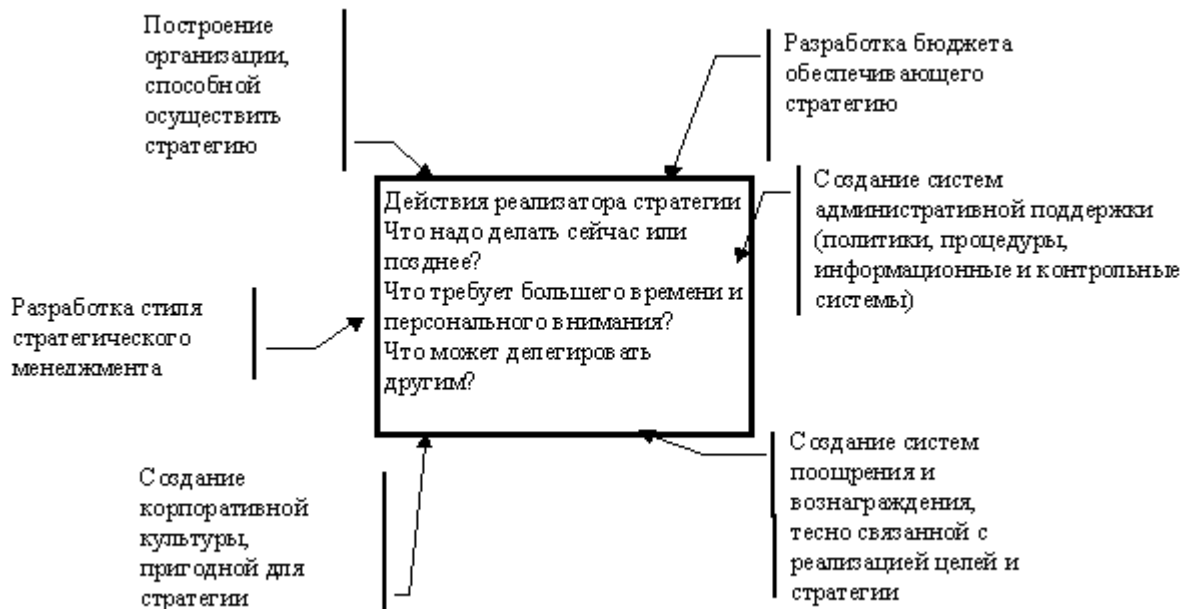 Построение
организации,
способной
осуществить
стратегию
Разработка бюджета
обеспечивающего
стратегию
Действия реализатора стратегии
Что надо делать сейчас или
позднее?
Что требует большего времени и
персонального внимания?
Что может делегировать
другим?
Создание систем
административной поддержки
(политики, процедуры,
информационные и контрольные
системы)
Разработка стиля
стратегического
менеджмента
Создание
корпоративной
культуры,
пригодной для
стратегии
Создание систем
поощрения и
вознаграждения,
тесно связанной с
реализацией целей и
стратегии